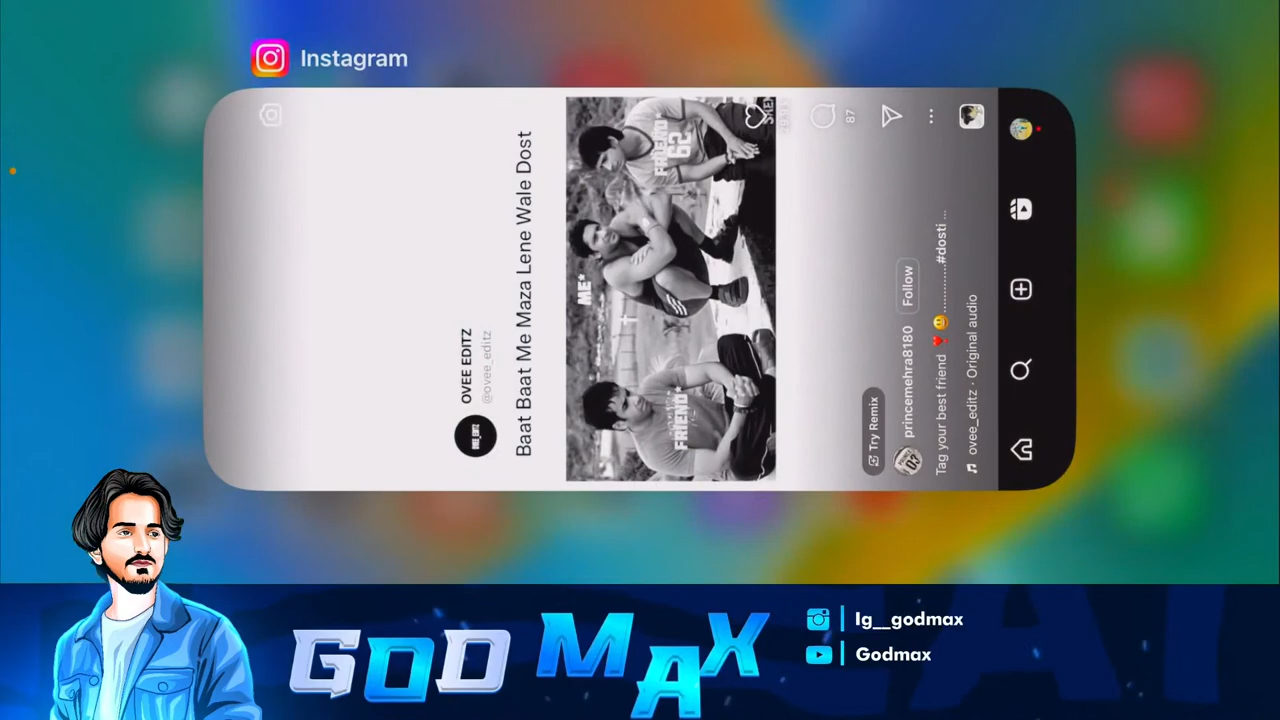 Instagram
OVEE EDITZ
@ovee_editz
Baat Baat Me Maza Lene Wale Dost
ME*
FRIEND*
FRIEND*
62
87
Try Remix
princemehra8180
Follow
Tag your best friend ❣️😃..............#dosti ...
ovee_editz · Original audio
GOD MAX
Ig__godmax
Godmax